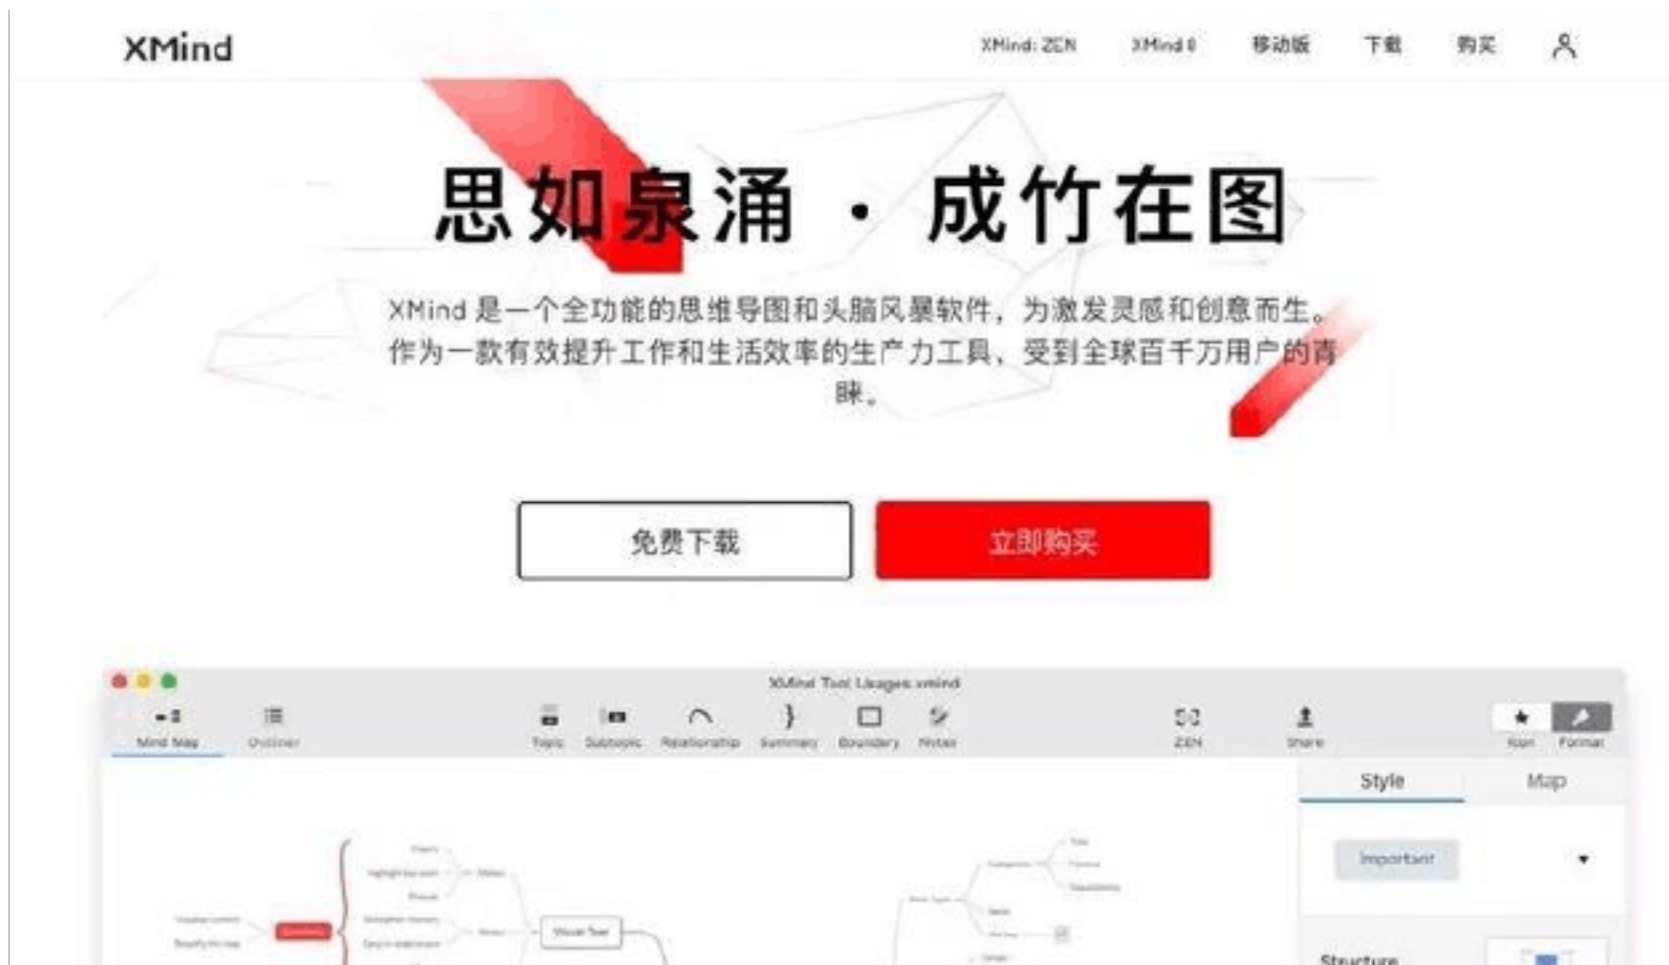 XMind
XMind: ZEN
XMind 8
移动版
下载
购买
思如泉涌 · 成竹在图
XMind 是一个全功能的思维导图和头脑风暴软件，为激发灵感和创意而生。
作为一款有效提升工作和生活效率的生产力工具，受到全球百千万用户的青
睐。
免费下载
立即购买
XMind Tool Usages.xmind
Mind Map
Outliner
Topic
Subtopic
Relationship
Summary
Boundary
Notes
ZEN
Share
Icon
Format
Style
Map
Important
Visual Tool
Structure